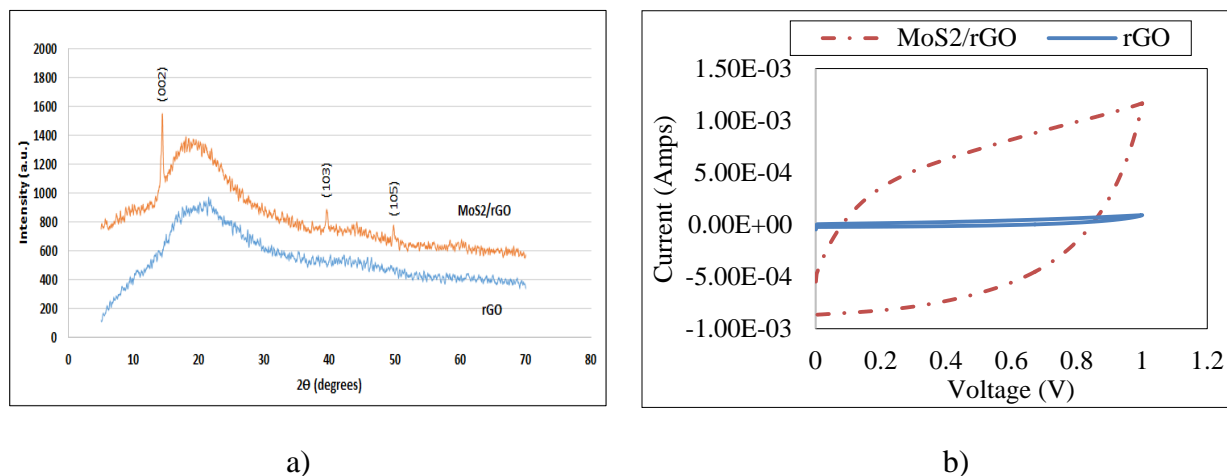 2000
1800
1600
1400
1200
1000
800
600
400
200
0
Intensity (a.u.)
(002)
(103)
(105)
MoS2/rGO
rGO
0 10 20 30 40 50 60 70 80
2Θ (degrees)
a)
MoS2/rGO rGO
1.50E-03
1.00E-03
5.00E-04
0.00E+00
-5.00E-04
-1.00E-03
Current (Amps)
0 0.2 0.4 0.6 0.8 1 1.2
Voltage (V)
b)